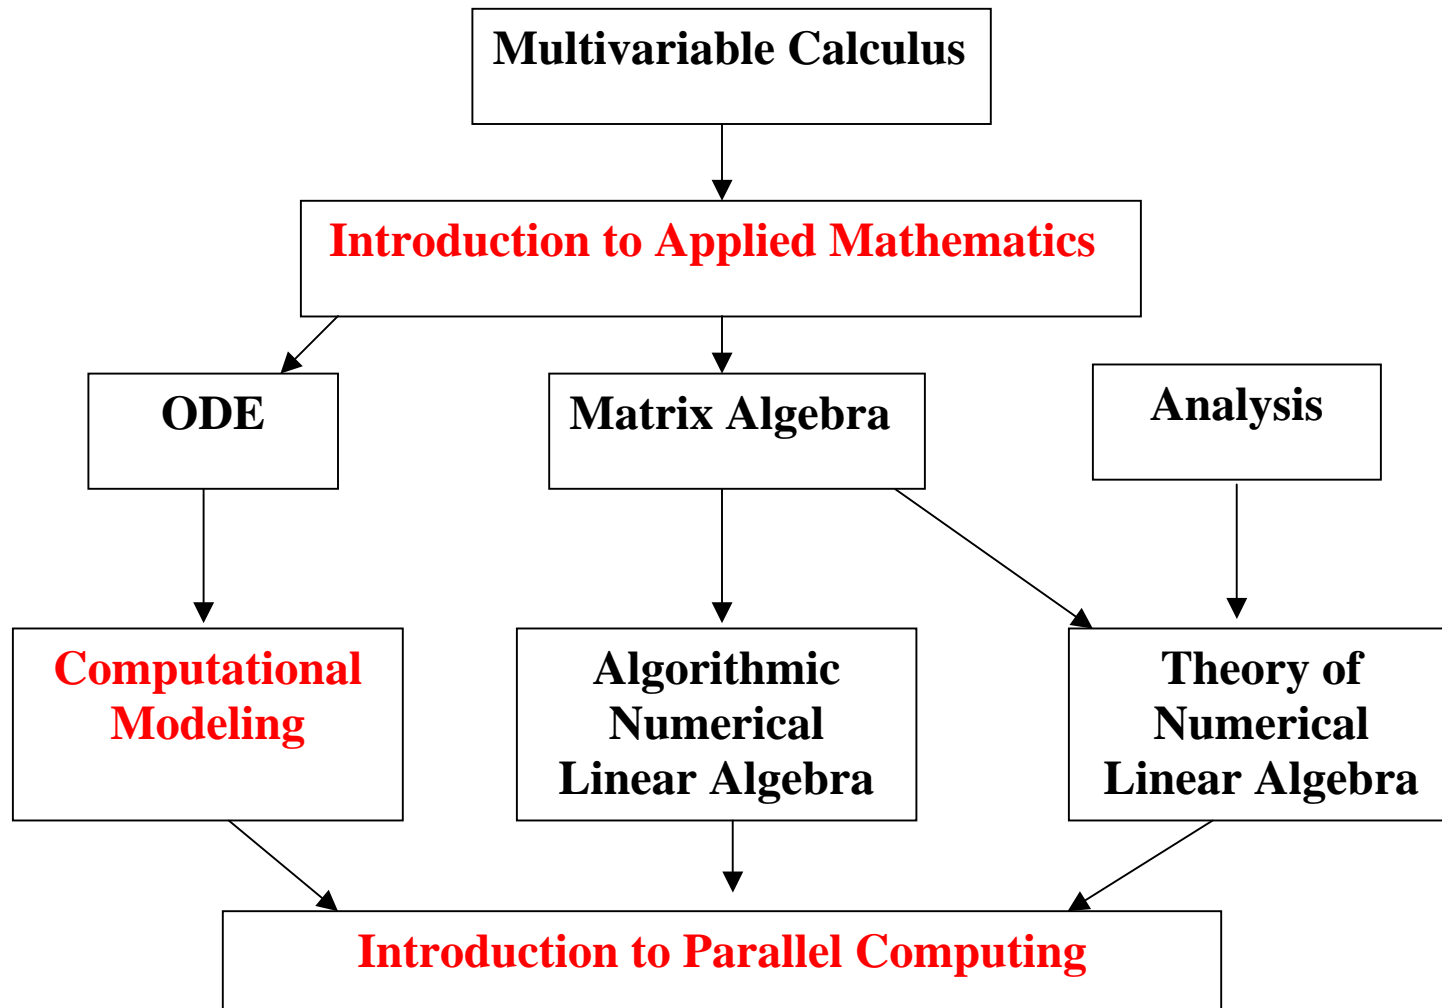 Multivariable Calculus
Introduction to Applied Mathematics
ODE
Matrix Algebra
Analysis
Computational
Modeling
Algorithmic
Numerical
Linear Algebra
Theory of
Numerical
Linear Algebra
Introduction to Parallel Computing